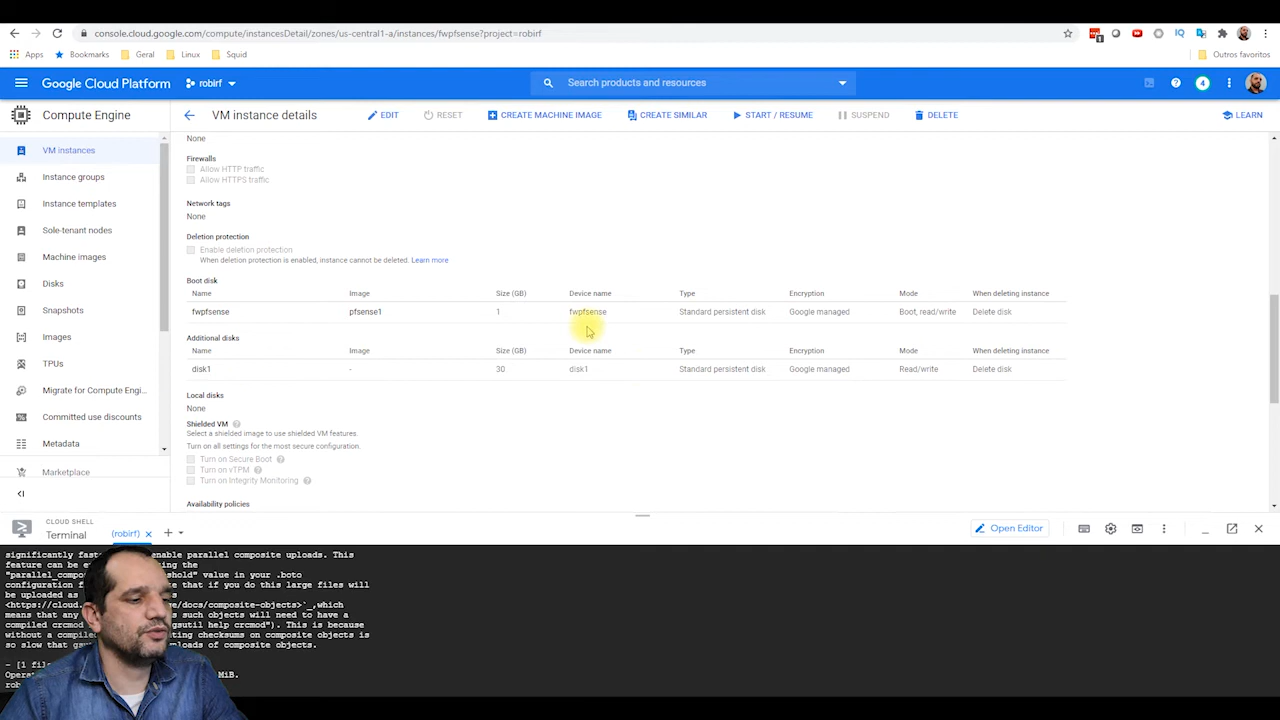 console.cloud.google.com/compute/instancesDetail/zones/us-central1-a/instances/fwpfsense?project=robirf
Apps Bookmarks Geral Linux Squid Outros favoritos
Google Cloud Platform robirf Search products and resources 4
Compute Engine VM instance details EDIT RESET CREATE MACHINE IMAGE CREATE SIMILAR START / RESUME SUSPEND DELETE LEARN
VM instances
Instance groups
Instance templates
Sole-tenant nodes
Machine images
Disks
Snapshots
Images
TPUs
Migrate for Compute Engi...
Committed use discounts
Metadata
Marketplace
None
Firewalls
Allow HTTP traffic
Allow HTTPS traffic
Network tags
None
Deletion protection
Enable deletion protection
When deletion protection is enabled, instance cannot be deleted. Learn more
Boot disk
Name Image Size (GB) Device name Type Encryption Mode When deleting instance
fwpfsense pfsense1 1 fwpfsense Standard persistent disk Google managed Boot, read/write Delete disk
Additional disks
Name Image Size (GB) Device name Type Encryption Mode When deleting instance
disk1 - 30 disk1 Standard persistent disk Google managed Read/write Delete disk
Local disks
None
Shielded VM
Select a shielded image to use shielded VM features.
Turn on all settings for the most secure configuration.
Turn on Secure Boot
Turn on vTPM
Turn on Integrity Monitoring
Availability policies
CLOUD SHELL
Terminal (robirf) Open Editor
significantly enable parallel composite uploads. This
feature can be the
"parallel_ value in your .boto
configuration that if you do this large files will
be uploaded as
<https://cloud. /docs/composite-objects>`_,which
means that any such objects will need to have a
compiled crcmod "gsutil help crcmod"). This is because
without a checksums on composite objects is
so slow that of composite objects.
- [1
MiB.